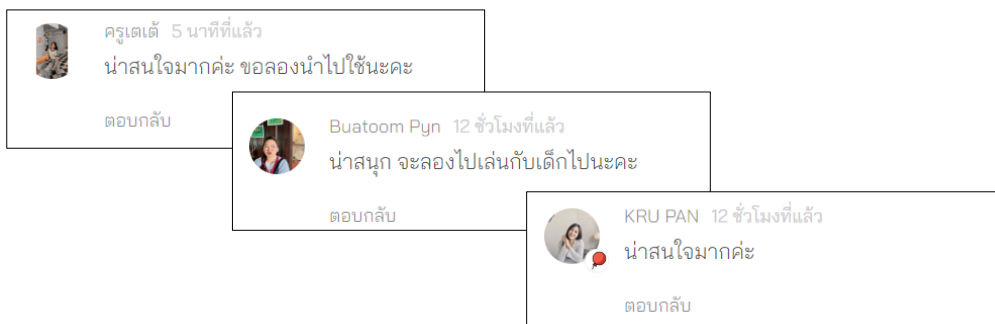 ครูเตเต้ 5 นาทีที่แล้ว
น่าสนใจมากค่ะ ขอลองนำไปใช้นะคะ
ตอบกลับ
Buatoom Pyn 12 ชั่วโมงที่แล้ว
น่าสนุก จะลองไปเล่นกับเด็กไปนะคะ
ตอบกลับ
KRU PAN 12 ชั่วโมงที่แล้ว
น่าสนใจมากค่ะ
ตอบกลับ